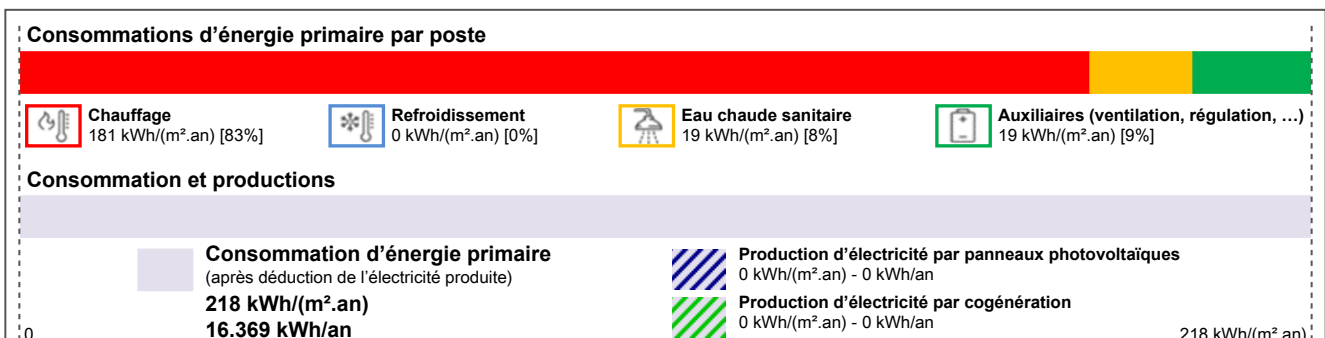 Consommations d’énergie primaire par poste
Chauffage
181 kWh/(m².an) [83%]
Refroidissement
0 kWh/(m².an) [0%]
Eau chaude sanitaire
19 kWh/(m².an) [8%]
Auxiliaires (ventilation, régulation, …)
19 kWh/(m².an) [9%]
Consommation et productions
Consommation d’énergie primaire
(après déduction de l’électricité produite)
218 kWh/(m².an)
16.369 kWh/an
Production d’électricité par panneaux photovoltaïques
0 kWh/(m².an) - 0 kWh/an
Production d’électricité par cogénération
0 kWh/(m².an) - 0 kWh/an
0
218 kWh/(m².an)